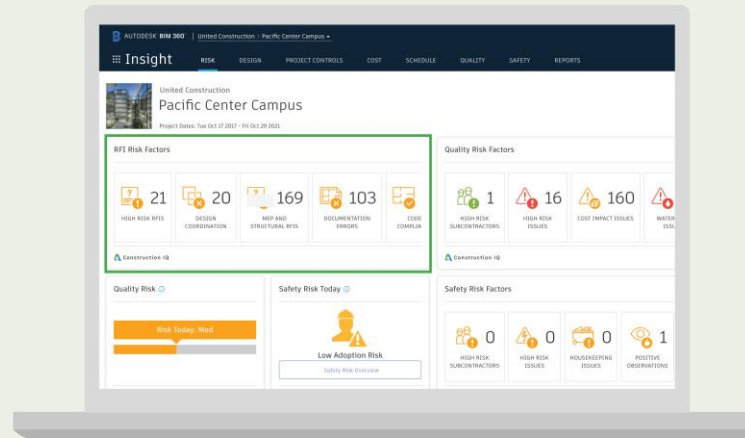 AUTODESK BIM 360 | United Construction : Pacific Center Campus
Insight RISK DESIGN PROJECT CONTROLS COST SCHEDULE QUALITY SAFETY REPORTS
United Construction
Pacific Center Campus
Project Dates: Tue Oct 17 2017 - Fri Oct 29 2021
RFI Risk Factors
21
HIGH RISK RFIS
20
DESIGN
COORDINATION
169
MEP AND
STRUCTURAL RFIS
103
DOCUMENTATION
ERRORS
CODE
COMPLIA
Construction IQ
Quality Risk Factors
1
HIGH RISK
SUBCONTRACTORS
16
HIGH RISK
ISSUES
160
COST IMPACT ISSUES
WATER
ISSU
Construction IQ
Quality Risk
Risk Today: Med
Safety Risk Today
Low Adoption Risk
Safety Risk Overview
Safety Risk Factors
0
HIGH RISK
SUBCONTRACTORS
0
HIGH RISK
ISSUES
0
HOUSEKEEPING
ISSUES
1
POSITIVE
OBSERVATIONS